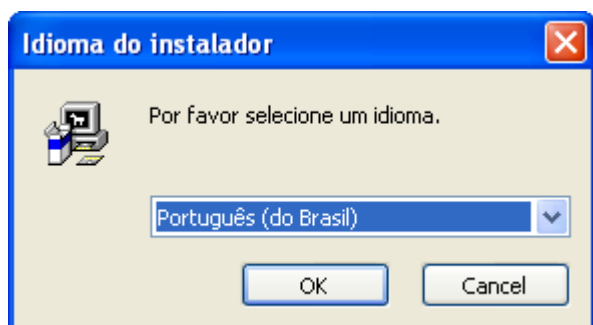 Idioma do instalador
Por favor selecione um idioma.
Português (do Brasil)
OK
Cancel